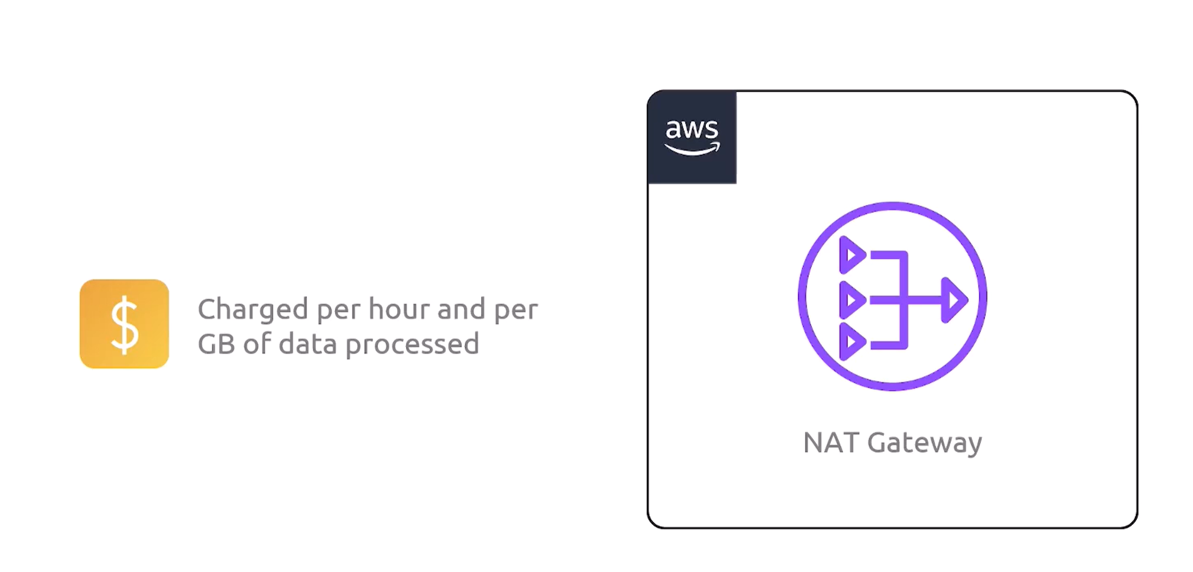 aws
Charged per hour and per
GB of data processed
NAT Gateway